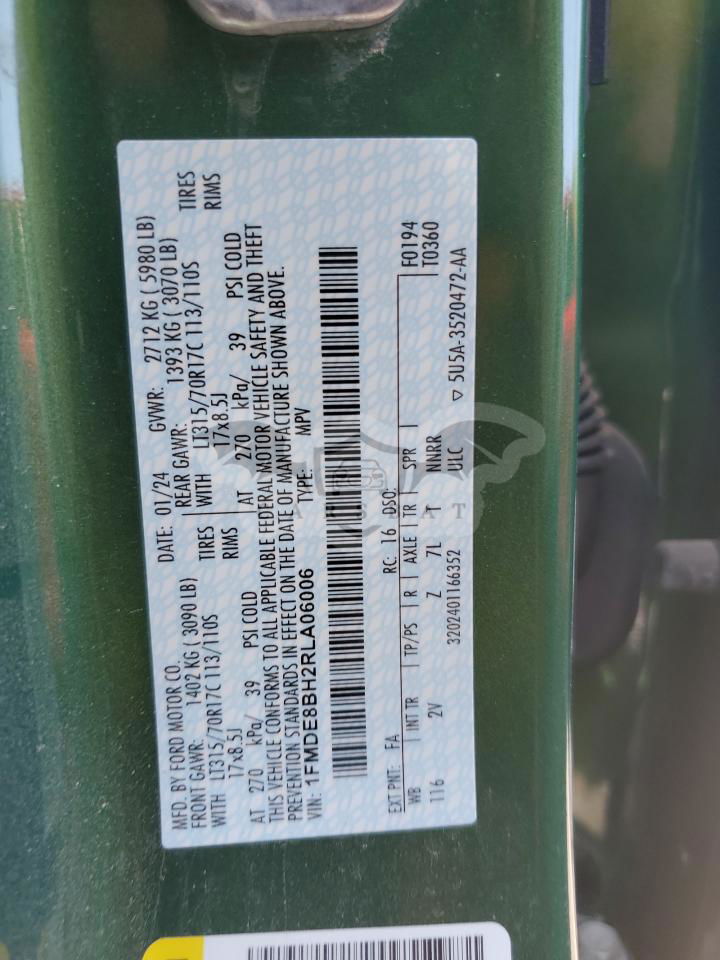 MFD. BY FORD MOTOR CO.
DATE: 01/24 GVWR: 2712 KG ( 5980 LB)
FRONT GAWR: 1402 KG ( 3090 LB)
REAR GAWR: 1393 KG ( 3070 LB)
WITH LT315/70R17C 113/110S TIRES
WITH LT315/70R17C 113/110S TIRES
17x8.5J RIMS
17x8.5J RIMS
AT 270 kPa/ 39 PSI COLD
AT 270 kPa/ 39 PSI COLD
THIS VEHICLE CONFORMS TO ALL APPLICABLE FEDERAL MOTOR VEHICLE SAFETY AND THEFT
PREVENTION STANDARDS IN EFFECT ON THE DATE OF MANUFACTURE SHOWN ABOVE.
VIN: 1FMDE8BH2RLA06006
TYPE: MPV
EXT PNT: FA RC: 16 DSO: F0194
WB INT TR TP/PS R AXLE TR SPR T0360
116 2V Z 7L T NNRR
3202401166352 ULC
▽ 5U5A-3520472-AA